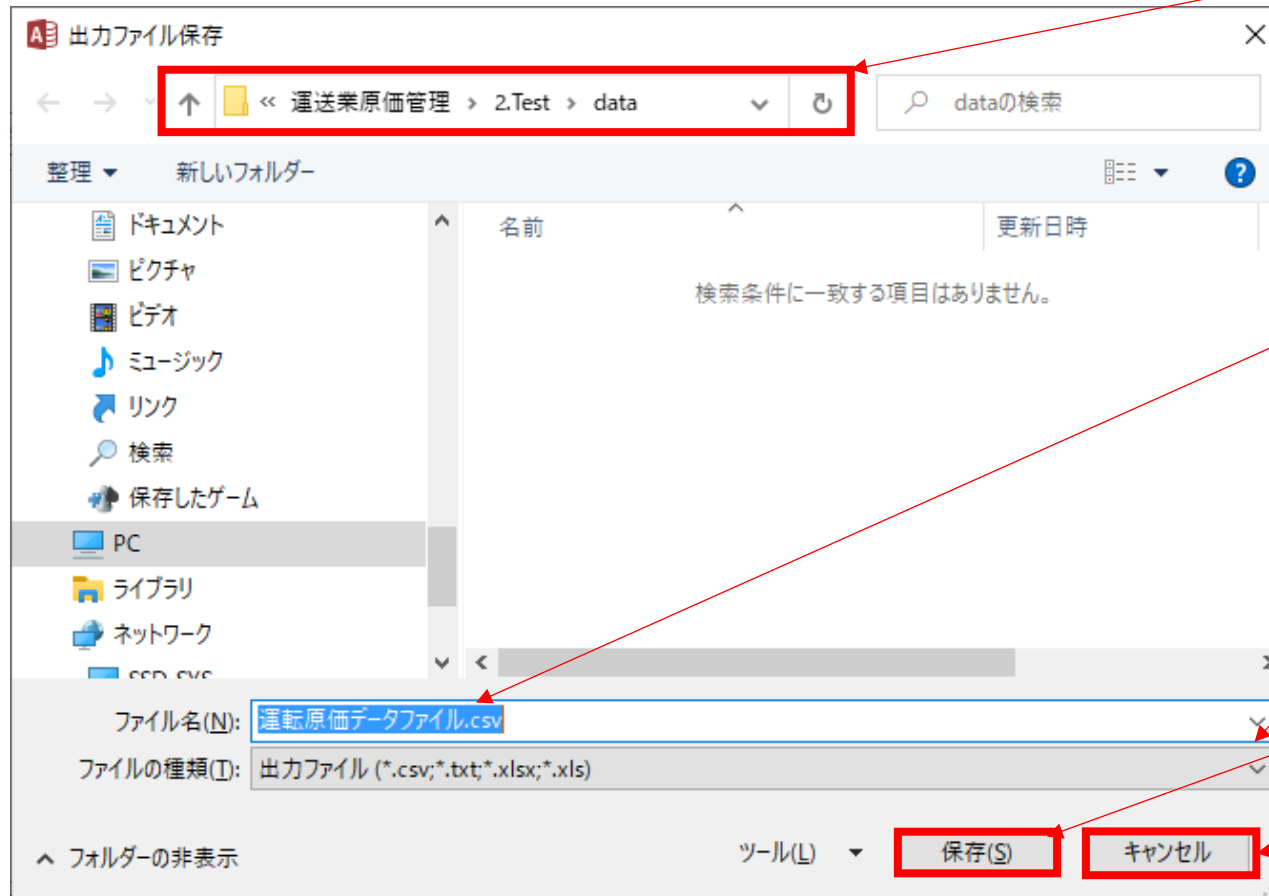 出力ファイル保存
« 運送業原価管理 › 2.Test › data
dataの検索
整理
新しいフォルダー
名前
更新日時
ドキュメント
ピクチャ
ビデオ
ミュージック
リンク
検索
保存したゲーム
PC
ライブラリ
ネットワーク
検索条件に一致する項目はありません。
ファイル名(N): 運転原価データファイル.csv
ファイルの種類(T): 出力ファイル (*.csv;*.txt;*.xlsx;*.xls)
フォルダーの非表示
ツール(L)
保存(S)
キャンセル